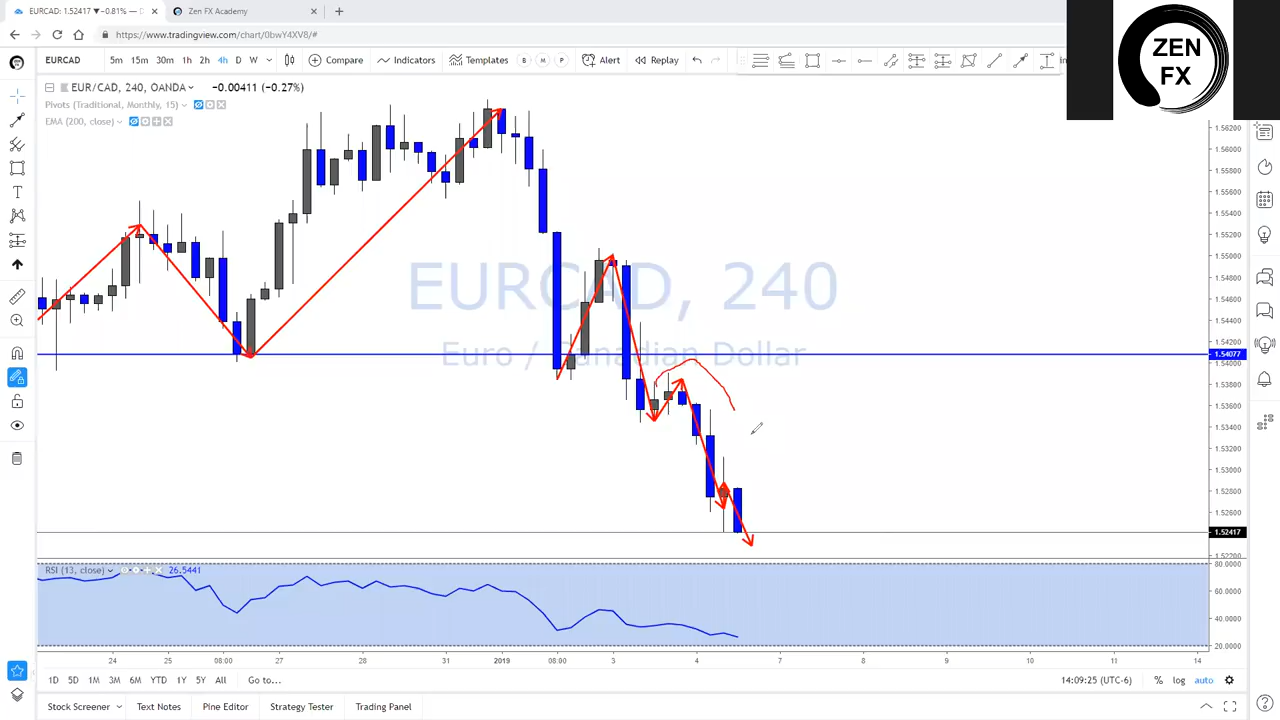 EURCAD: 1.52417 ▼−0.81% — D
Zen FX Academy
https://www.tradingview.com/chart/0bwY4XV8/#
ZEN
FX
EURCAD
5m 15m 30m 1h 2h 4h D W
Compare
Indicators
Templates
B M P
Alert
Replay
EUR/CAD, 240, OANDA
−0.00411 (−0.27%)
Pivots (Traditional, Monthly, 15)
EMA (200, close)
EURCAD, 240
Euro / Canadian Dollar
1.56200
1.56000
1.55800
1.55600
1.55400
1.55200
1.55000
1.54800
1.54600
1.54400
1.54200
1.54077
1.54000
1.53800
1.53600
1.53400
1.53200
1.53000
1.52800
1.52600
1.52417
1.52200
RSI (13, close) 26.5441
80.0000
60.0000
40.0000
20.0000
24 25 08:00 27 28 31 2019 08:00 3 4 7 8 9 10 11 14
1D 5D 1M 3M 6M YTD 1Y 5Y All Go to...
14:09:25 (UTC-6) % log auto
Stock Screener Text Notes Pine Editor Strategy Tester Trading Panel